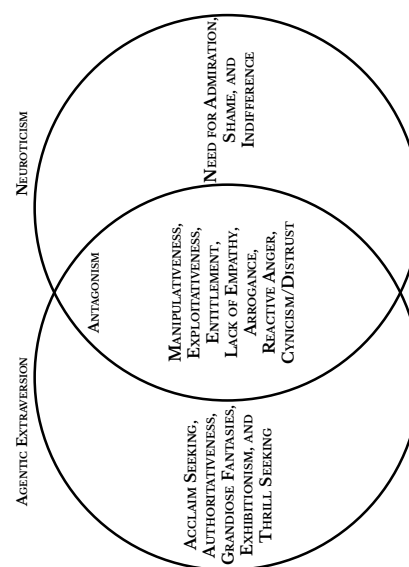 AGENTIC EXTRAVERSION
NEUROTICISM
ANTAGONISM
ACCLAIM SEEKING,
AUTHORITATIVENESS,
GRANDIOSE FANTASIES,
EXHIBITIONISM, AND
THRILL SEEKING
MANIPULATIVENESS,
EXPLOITATIVENESS,
ENTITLEMENT,
LACK OF EMPATHY,
ARROGANCE,
REACTIVE ANGER,
CYNICISM/DISTRUST
NEED FOR ADMIRATION,
SHAME, AND
INDIFFERENCE